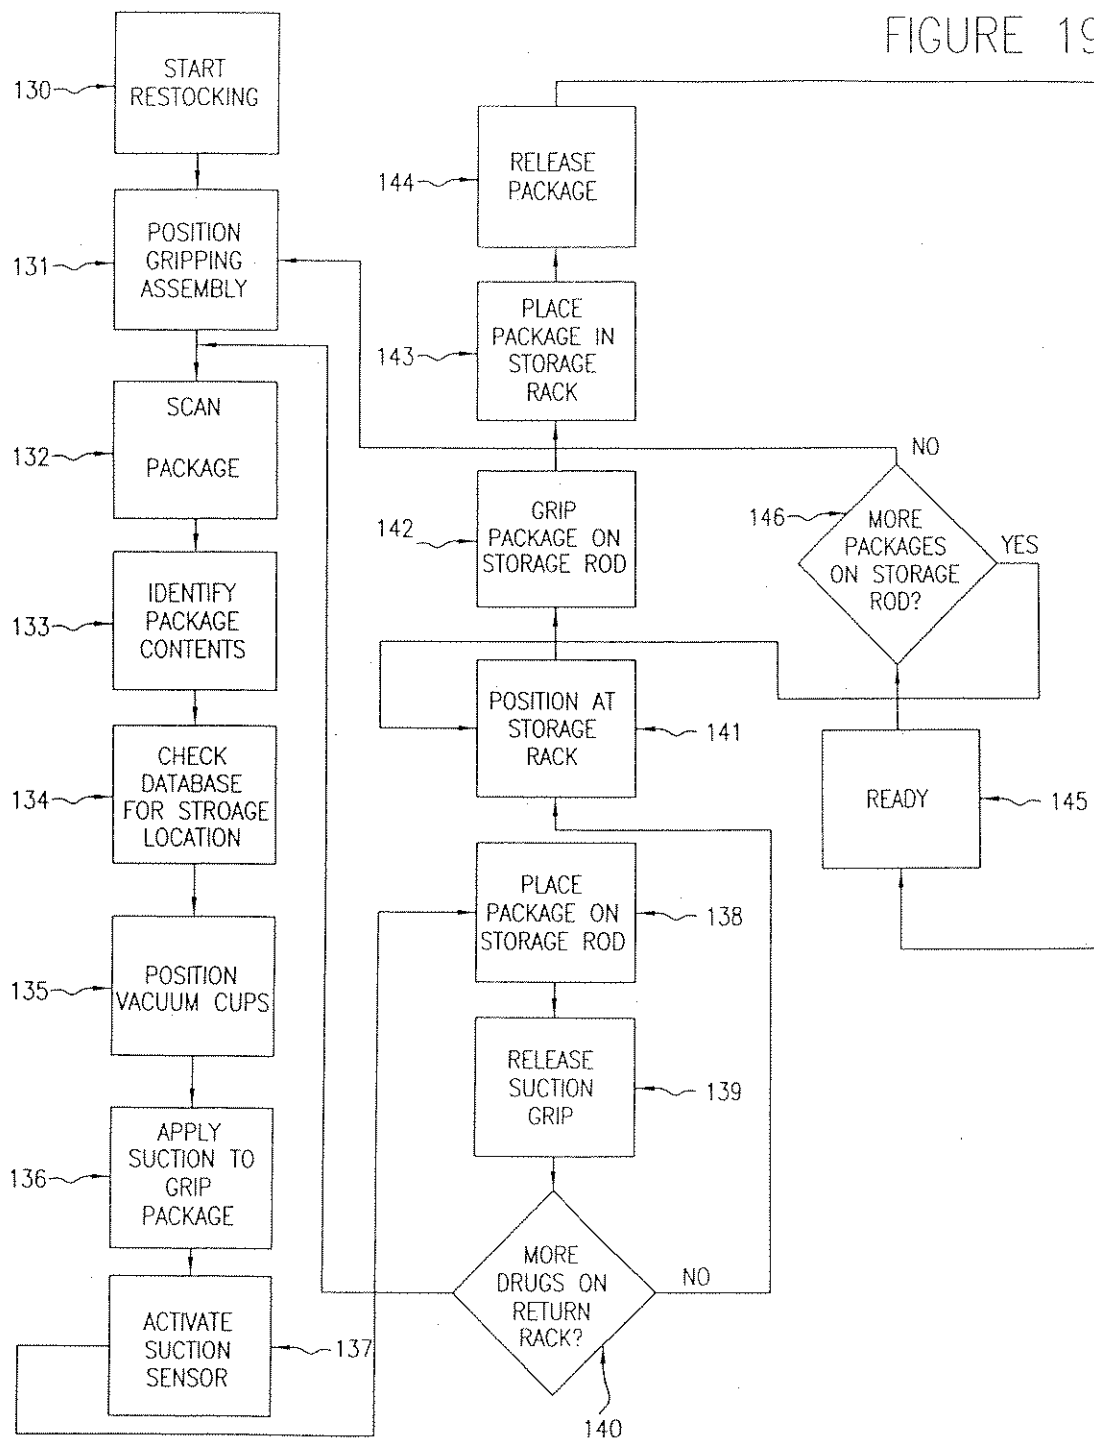 FIGURE 19
130
START
RESTOCKING
131
POSITION
GRIPPING
ASSEMBLY
132
SCAN
PACKAGE
133
IDENTIFY
PACKAGE
CONTENTS
134
CHECK
DATABASE
FOR STROAGE
LOCATION
135
POSITION
VACUUM CUPS
136
APPLY
SUCTION TO
GRIP
PACKAGE
ACTIVATE
SUCTION
SENSOR
137
144
RELEASE
PACKAGE
143
PLACE
PACKAGE IN
STORAGE
RACK
142
GRIP
PACKAGE ON
STORAGE ROD
POSITION AT
STORAGE
RACK
141
PLACE
PACKAGE ON
STORAGE ROD
138
RELEASE
SUCTION
GRIP
139
MORE
DRUGS ON
RETURN
RACK?
NO
140
NO
146
MORE
PACKAGES
ON STORAGE
ROD?
YES
READY
145